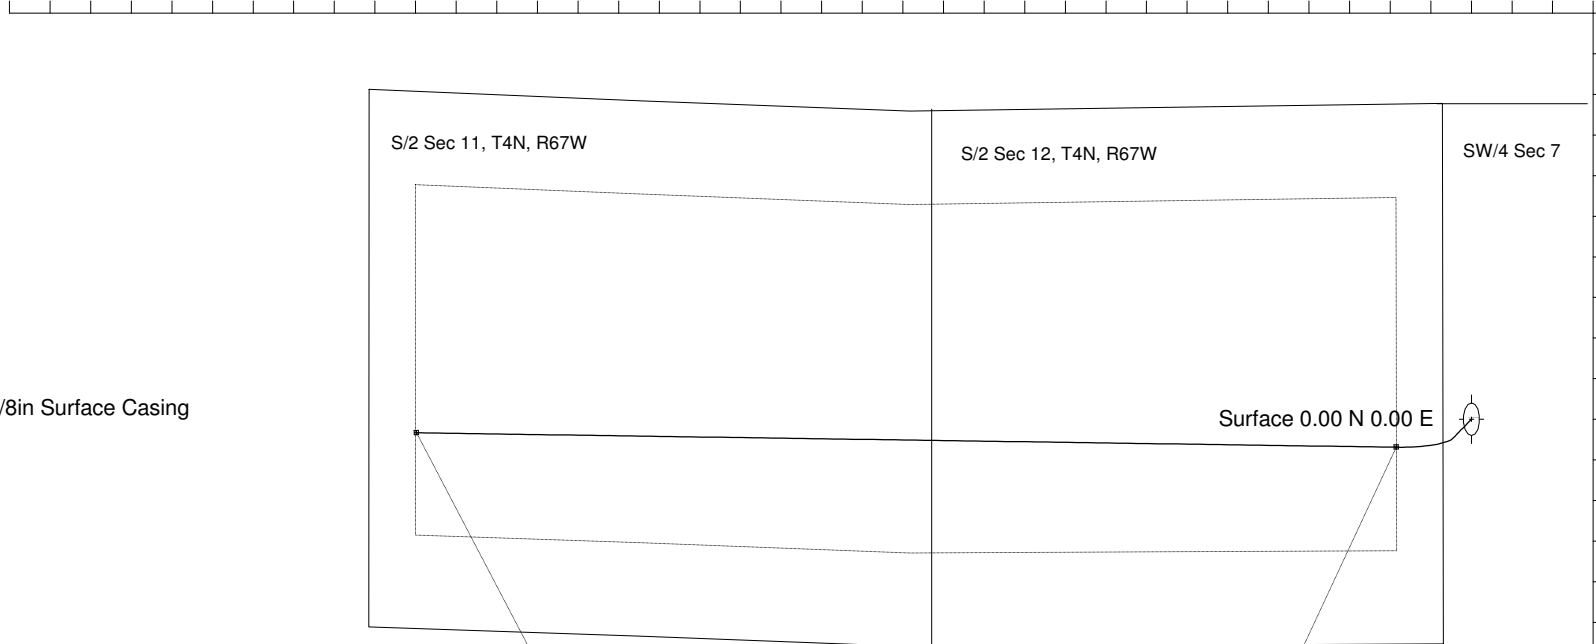 S/2 Sec 11, T4N, R67W
S/2 Sec 12, T4N, R67W
SW/4 Sec 7
/8in Surface Casing
Surface 0.00 N 0.00 E